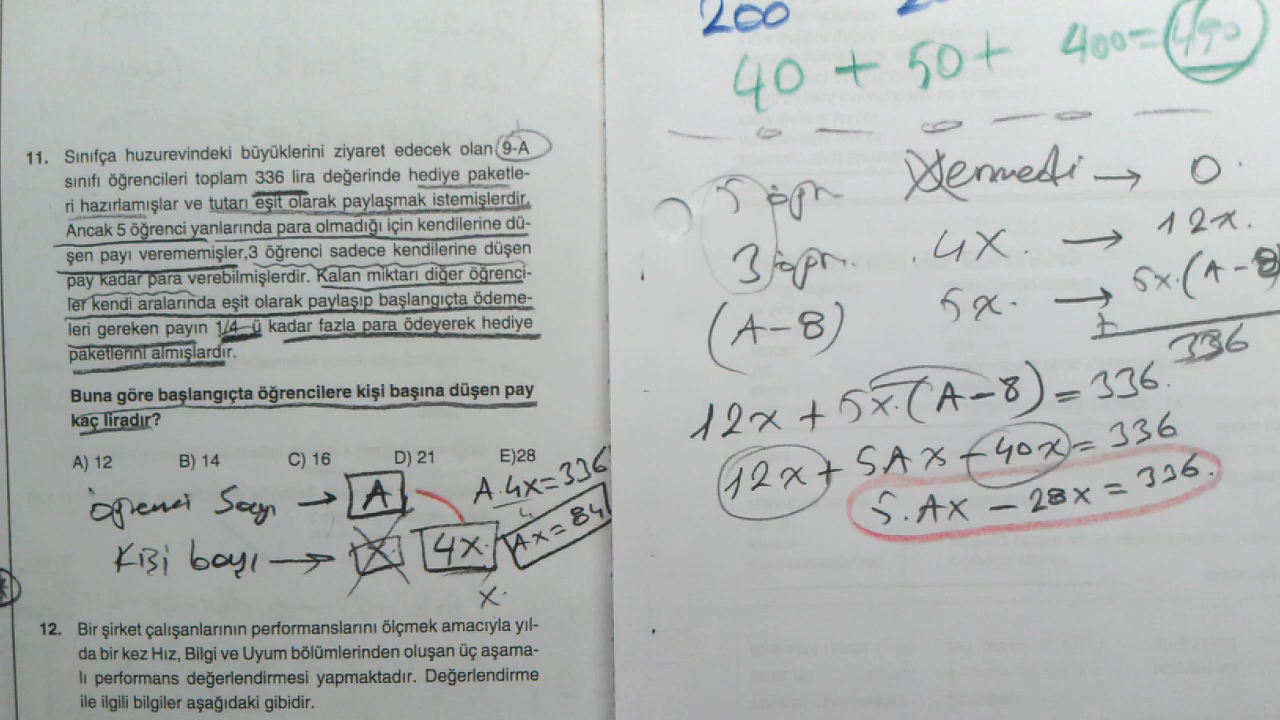 11. Sınıfça huzurevindeki büyüklerini ziyaret edecek olan 9-A
sınıfı öğrencileri toplam 336 lira değerinde hediye paketle-
ri hazırlamışlar ve tutarı eşit olarak paylaşmak istemişlerdir.
Ancak 5 öğrenci yanlarında para olmadığı için kendilerine dü-
şen payı verememişler,3 öğrenci sadece kendilerine düşen
pay kadar para verebilmişlerdir. Kalan miktarı diğer öğrenci-
ler kendi aralarında eşit olarak paylaşıp başlangıçta ödeme-
leri gereken payın 1/4 ü kadar fazla para ödeyerek hediye
paketlerini almışlardır.
Buna göre başlangıçta öğrencilere kişi başına düşen pay
kaç liradır?
A) 12 B) 14 C) 16 D) 21 E)28
öğrenci Sayı → A
A.4x=336
4
Kişi başı → x 4x
Ax=84
x.
12. Bir şirket çalışanlarının performanslarını ölçmek amacıyla yıl-
da bir kez Hız, Bilgi ve Uyum bölümlerinden oluşan üç aşama-
lı performans değerlendirmesi yapmaktadır. Değerlendirme
ile ilgili bilgiler aşağıdaki gibidir.
200
40 + 50 + 400 = 490
5 öğr. Vermedi → 0.
3 öğr. 4x. → 12x.
(A-8) 5x. → 5x.(A-8)
+
336
12x + 5x.(A-8) = 336.
12x + 5Ax - 40x = 336
5.Ax - 28x = 336.